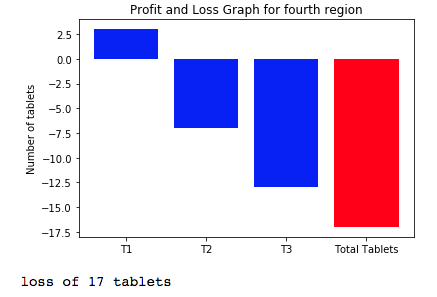 Profit and Loss Graph for fourth region
Number of tablets
2.5
0.0
−2.5
−5.0
−7.5
−10.0
−12.5
−15.0
−17.5
T1 T2 T3 Total Tablets
loss of 17 tablets